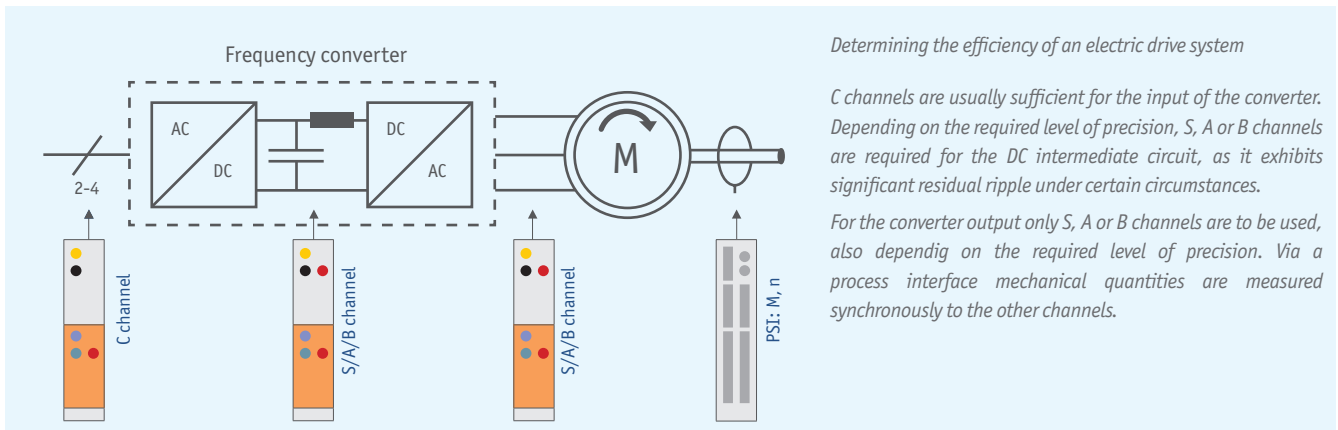 Frequency converter
AC
DC
DC
AC
M
2-4
C channel
S/A/B channel
S/A/B channel
PSI: M, n
Determining the efficiency of an electric drive system
C channels are usually sufficient for the input of the converter.
Depending on the required level of precision, S, A or B channels
are required for the DC intermediate circuit, as it exhibits
significant residual ripple under certain circumstances.
For the converter output only S, A or B channels are to be used,
also dependig on the required level of precision. Via a
process interface mechanical quantities are measured
synchronously to the other channels.